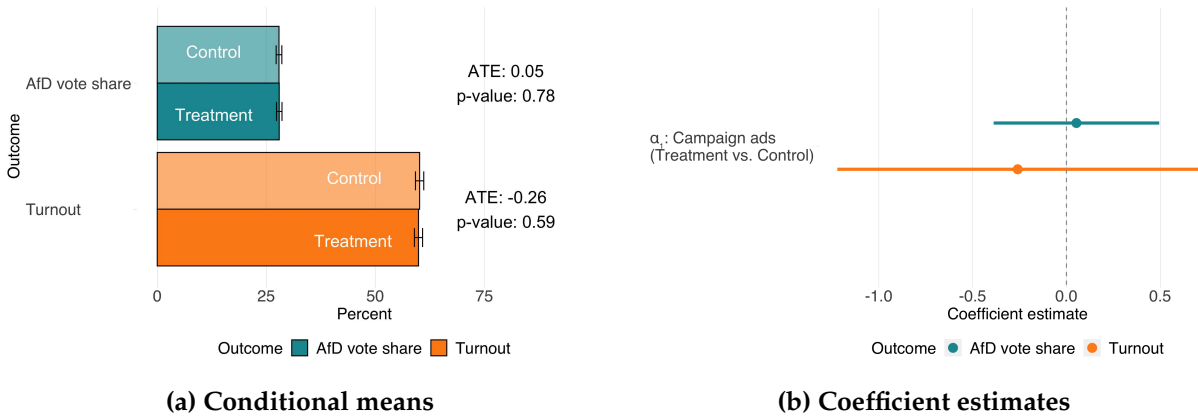 Outcome
AfD vote share
Turnout
Control
Treatment
Control
Treatment
ATE: 0.05
p-value: 0.78
ATE: -0.26
p-value: 0.59
0 25 50 75
Percent
Outcome AfD vote share Turnout
(a) Conditional means
α₁: Campaign ads
(Treatment vs. Control)
-1.0 -0.5 0.0 0.5
Coefficient estimate
Outcome AfD vote share Turnout
(b) Coefficient estimates